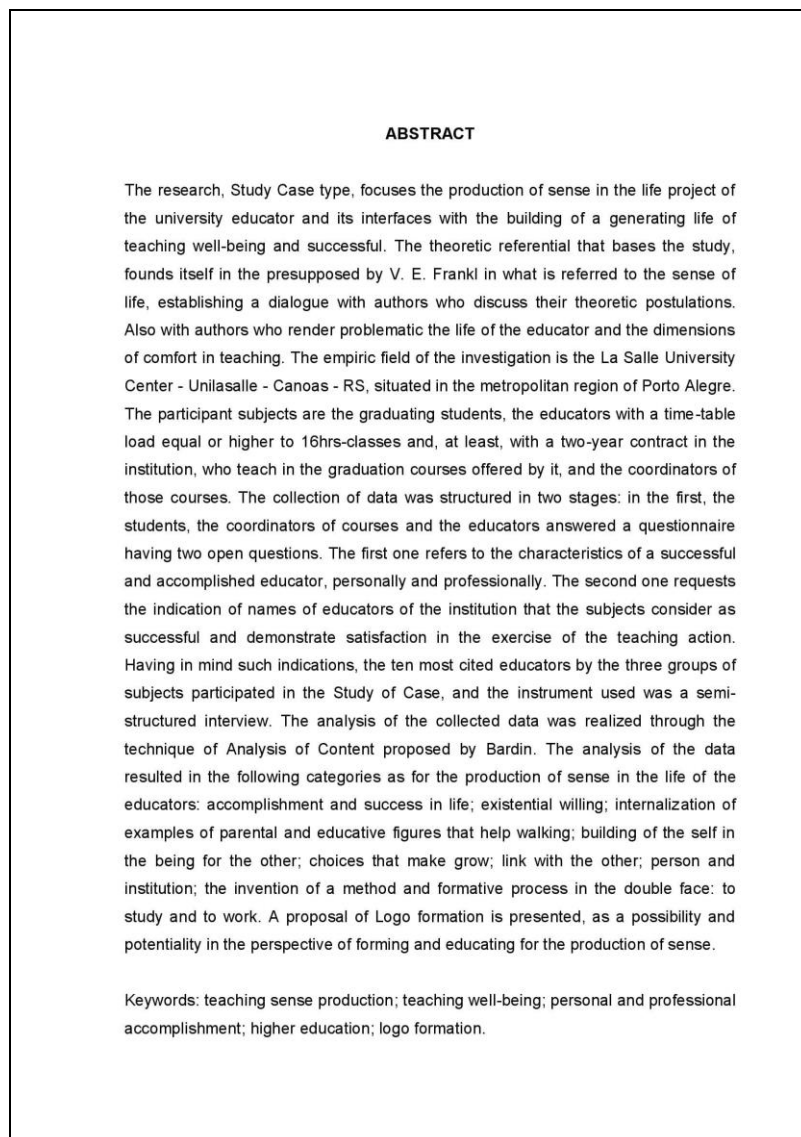 ABSTRACT
The research, Study Case type, focuses the production of sense in the life project of
the university educator and its interfaces with the building of a generating life of
teaching well-being and successful. The theoretic referential that bases the study,
founds itself in the presupposed by V. E. Frankl in what is referred to the sense of
life, establishing a dialogue with authors who discuss their theoretic postulations.
Also with authors who render problematic the life of the educator and the dimensions
of comfort in teaching. The empiric field of the investigation is the La Salle University
Center - Unilasalle - Canoas - RS, situated in the metropolitan region of Porto Alegre.
The participant subjects are the graduating students, the educators with a time-table
load equal or higher to 16hrs-classes and, at least, with a two-year contract in the
institution, who teach in the graduation courses offered by it, and the coordinators of
those courses. The collection of data was structured in two stages: in the first, the
students, the coordinators of courses and the educators answered a questionnaire
having two open questions. The first one refers to the characteristics of a successful
and accomplished educator, personally and professionally. The second one requests
the indication of names of educators of the institution that the subjects consider as
successful and demonstrate satisfaction in the exercise of the teaching action.
Having in mind such indications, the ten most cited educators by the three groups of
subjects participated in the Study of Case, and the instrument used was a semi-
structured interview. The analysis of the collected data was realized through the
technique of Analysis of Content proposed by Bardin. The analysis of the data
resulted in the following categories as for the production of sense in the life of the
educators: accomplishment and success in life; existential willing; internalization of
examples of parental and educative figures that help walking; building of the self in
the being for the other; choices that make grow; link with the other; person and
institution; the invention of a method and formative process in the double face: to
study and to work. A proposal of Logo formation is presented, as a possibility and
potentiality in the perspective of forming and educating for the production of sense.
Keywords: teaching sense production; teaching well-being; personal and professional
accomplishment; higher education; logo formation.